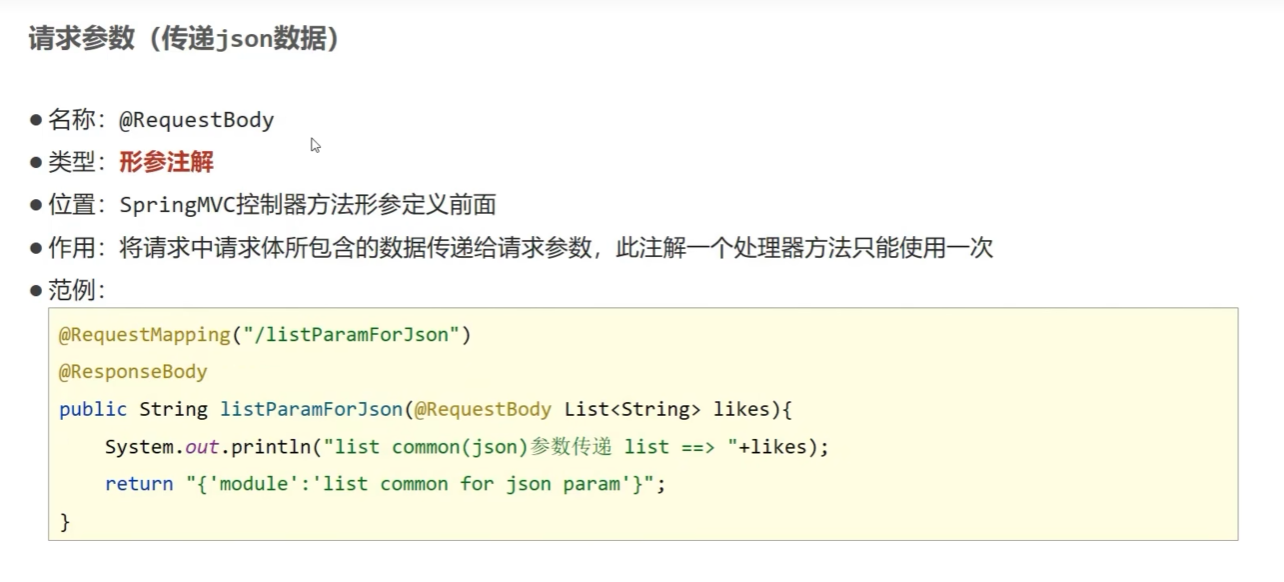 请求参数（传递json数据）
● 名称：@RequestBody
● 类型：形参注解
● 位置：SpringMVC控制器方法形参定义前面
● 作用：将请求中请求体所包含的数据传递给请求参数，此注解一个处理器方法只能使用一次
● 范例：
@RequestMapping("/listParamForJson")
@ResponseBody
public String listParamForJson(@RequestBody List<String> likes){
    System.out.println("list common(json)参数传递 list ==> "+likes);
    return "{'module':'list common for json param'}";
}